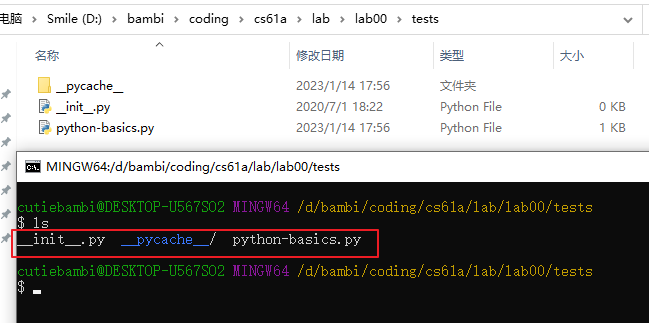 电脑 › Smile (D:) › bambi › coding › cs61a › lab › lab00 › tests
名称 修改日期 类型 大小
__pycache__ 2023/1/14 17:56 文件夹
__init__.py 2020/7/1 18:22 Python File 0 KB
python-basics.py 2023/1/14 17:56 Python File 1 KB
MINGW64:/d/bambi/coding/cs61a/lab/lab00/tests
cutiebambi@DESKTOP-U567SO2 MINGW64 /d/bambi/coding/cs61a/lab/lab00/tests
$ ls
__init__.py __pycache__/ python-basics.py
cutiebambi@DESKTOP-U567SO2 MINGW64 /d/bambi/coding/cs61a/lab/lab00/tests
$